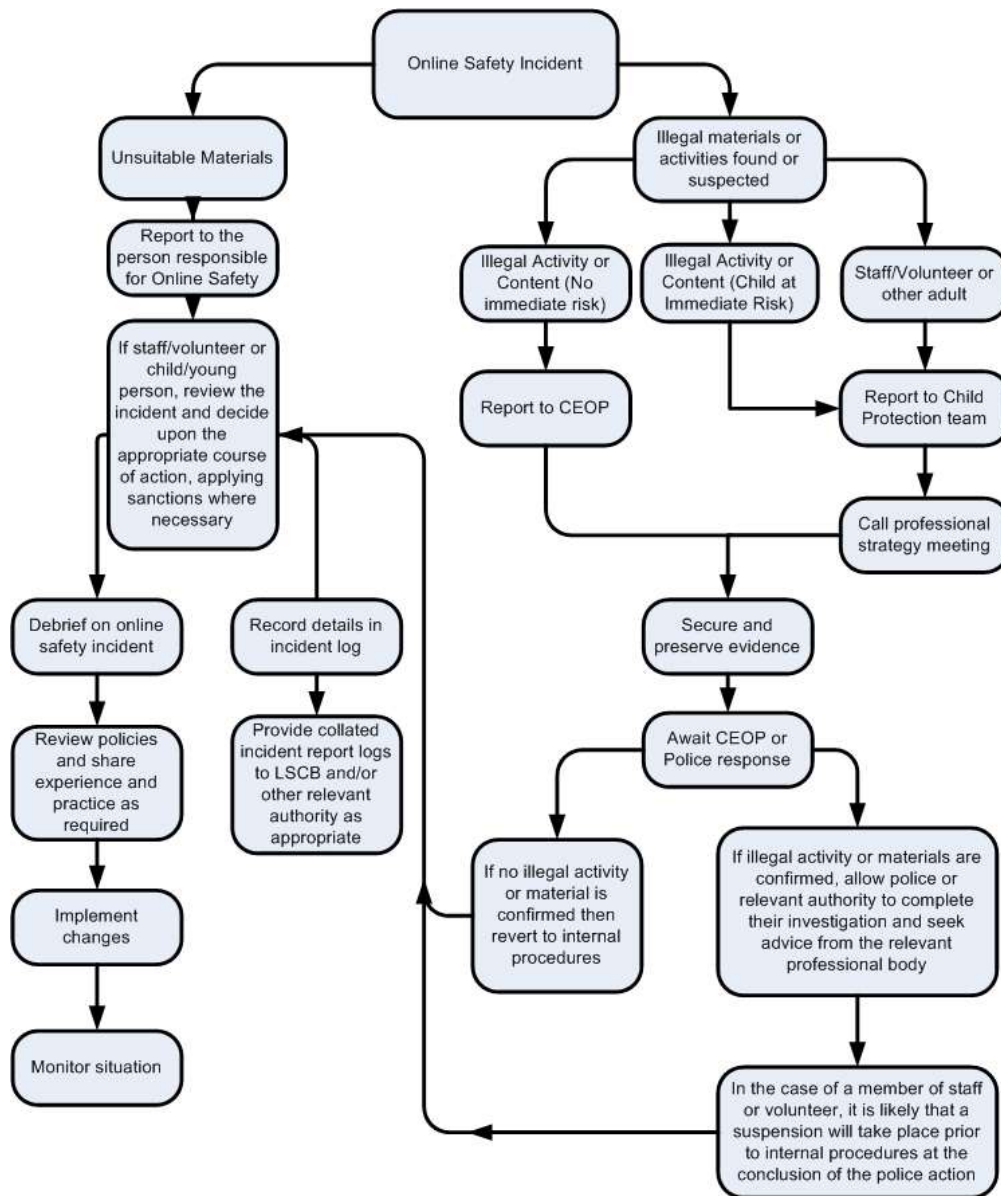 Online Safety Incident
Unsuitable Materials
Illegal materials or
activities found or
suspected
Report to the
person responsible
for Online Safety
Illegal Activity or
Content (No
immediate risk)
Illegal Activity or
Content (Child at
Immediate Risk)
Staff/Volunteer or
other adult
If staff/volunteer or
child/young
person, review the
incident and decide
upon the
appropriate course
of action, applying
sanctions where
necessary
Report to CEOP
Report to Child
Protection team
Call professional
strategy meeting
Debrief on online
safety incident
Record details in
incident log
Secure and
preserve evidence
Review policies
and share
experience and
practice as
required
Provide collated
incident report logs
to LSCB and/or
other relevant
authority as
appropriate
Await CEOP or
Police response
If no illegal activity
or material is
confirmed then
revert to internal
procedures
If illegal activity or materials are
confirmed, allow police or
relevant authority to complete
their investigation and seek
advice from the relevant
professional body
Implement
changes
Monitor situation
In the case of a member of staff
or volunteer, it is likely that a
suspension will take place prior
to internal procedures at the
conclusion of the police action